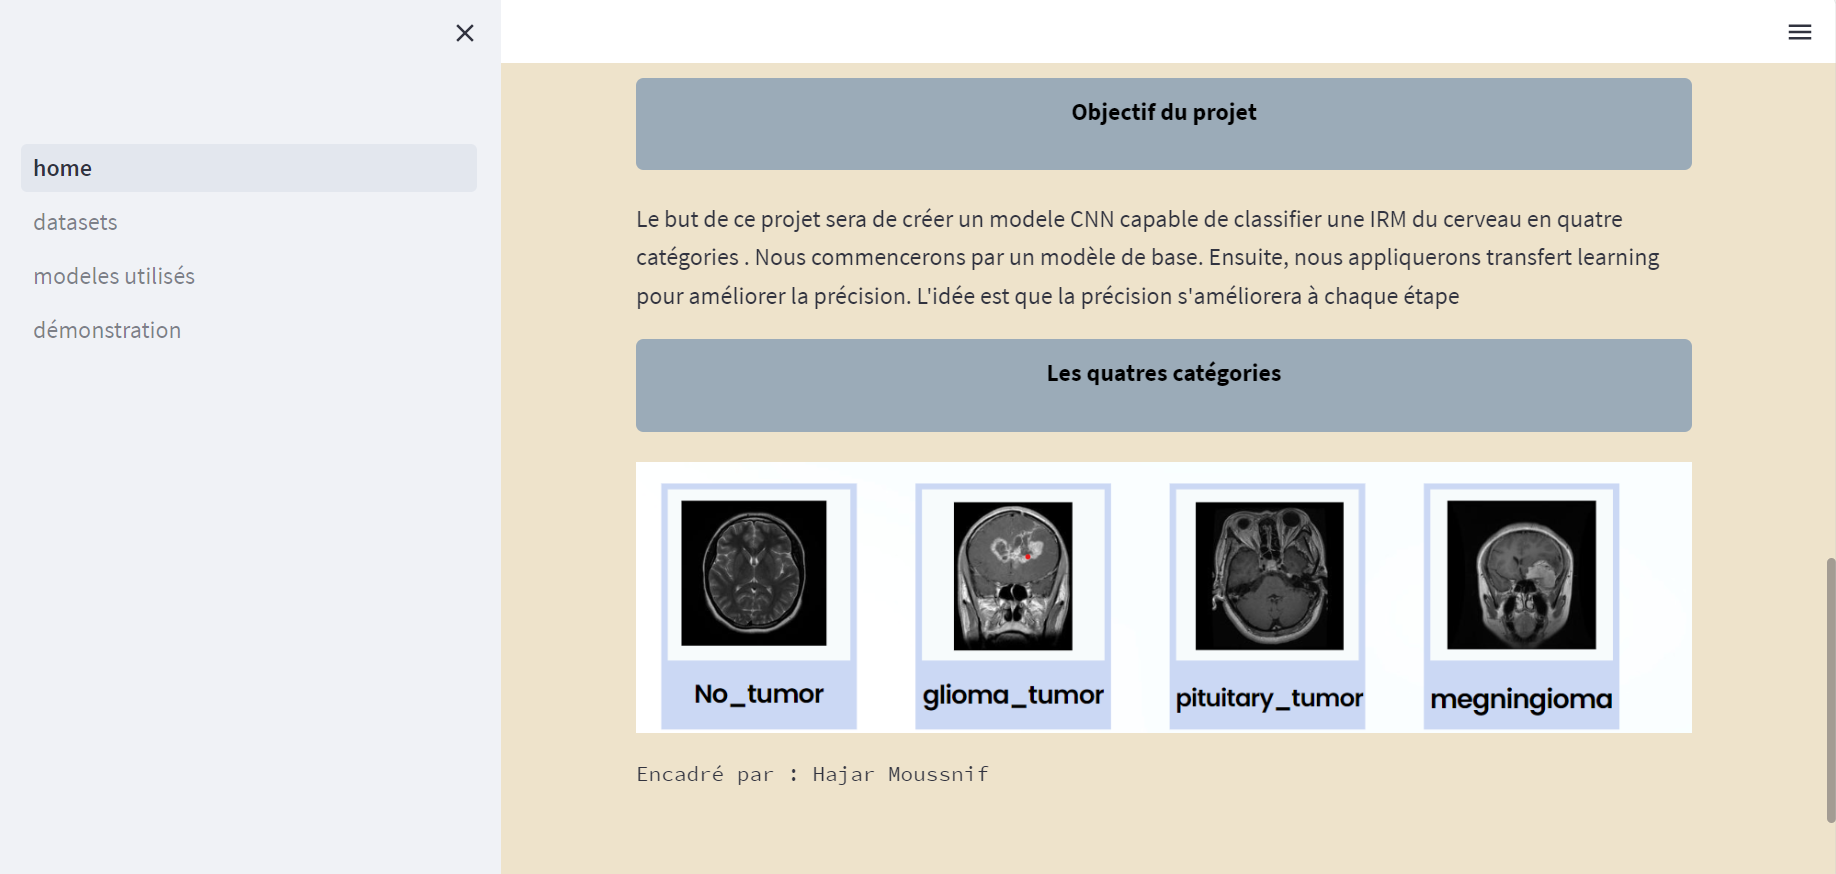 home
datasets
modeles utilisés
démonstration
Objectif du projet
Le but de ce projet sera de créer un modele CNN capable de classifier une IRM du cerveau en quatre
catégories . Nous commencerons par un modèle de base. Ensuite, nous appliquerons transfert learning
pour améliorer la précision. L'idée est que la précision s'améliorera à chaque étape
Les quatres catégories
No_tumor
glioma_tumor
pituitary_tumor
megningioma
Encadré par : Hajar Moussnif